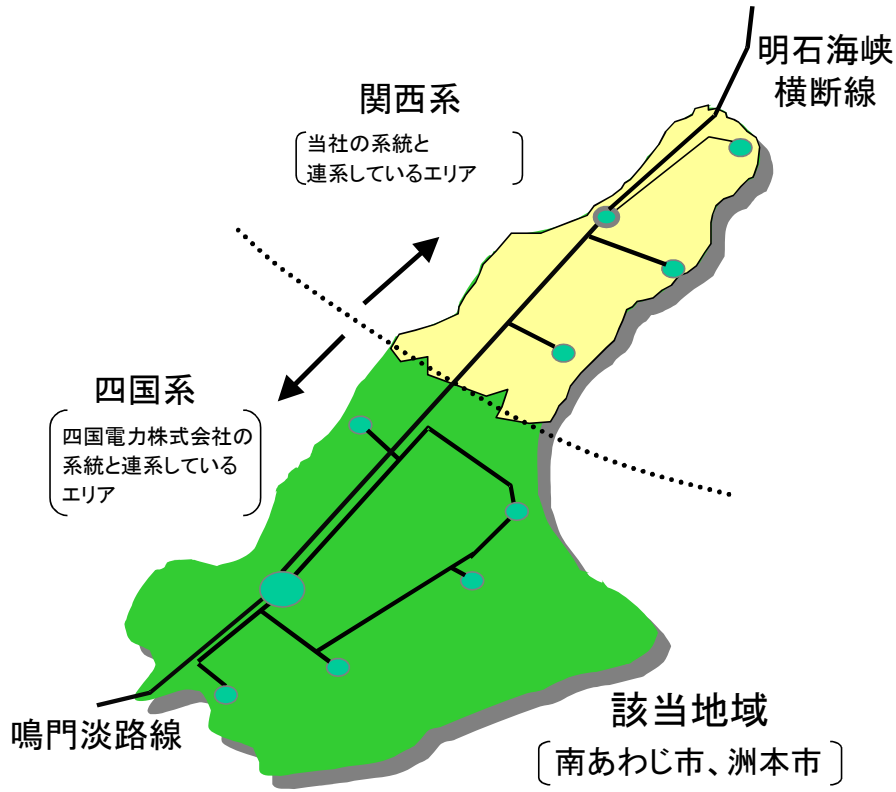 明石海峡
横断線
関西系
当社の系統と
連系しているエリア
四国系
四国電力株式会社の
系統と連系している
エリア
鳴門淡路線
該当地域
南あわじ市、洲本市